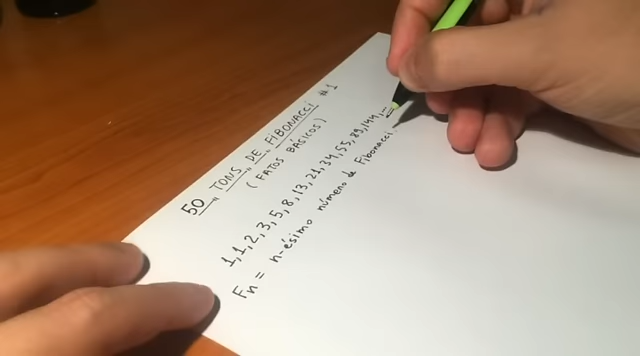 50 TONS DE FIBONACCI #1
(FATOS BÁSICOS)
1,1,2,3,5,8,13,21,34,55,89,144,...
Fn = n-ésimo número de Fibonacci